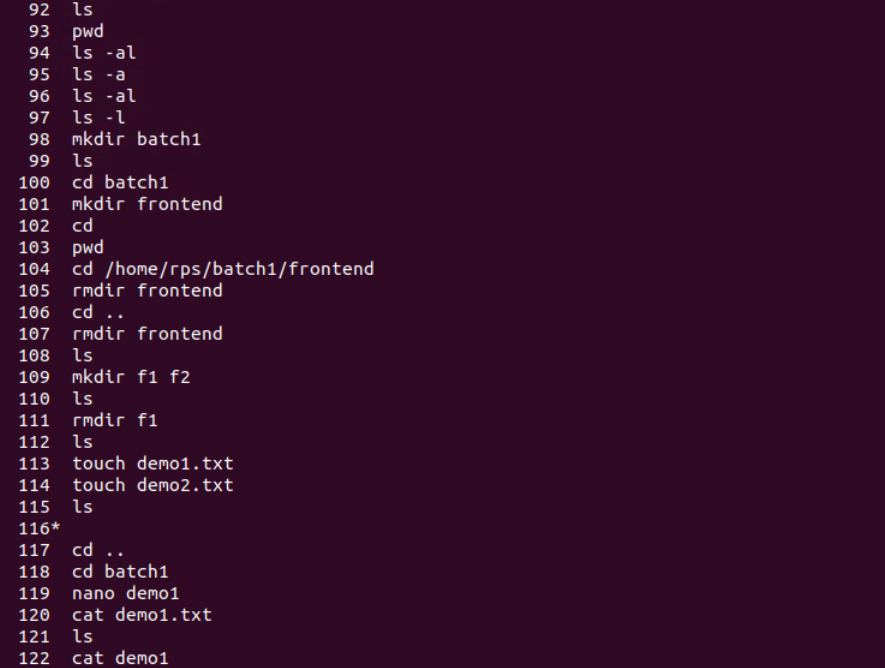 92 ls
93 pwd
94 ls -al
95 ls -a
96 ls -al
97 ls -l
98 mkdir batch1
99 ls
100 cd batch1
101 mkdir frontend
102 cd
103 pwd
104 cd /home/rps/batch1/frontend
105 rmdir frontend
106 cd ..
107 rmdir frontend
108 ls
109 mkdir f1 f2
110 ls
111 rmdir f1
112 ls
113 touch demo1.txt
114 touch demo2.txt
115 ls
116*
117 cd ..
118 cd batch1
119 nano demo1
120 cat demo1.txt
121 ls
122 cat demo1